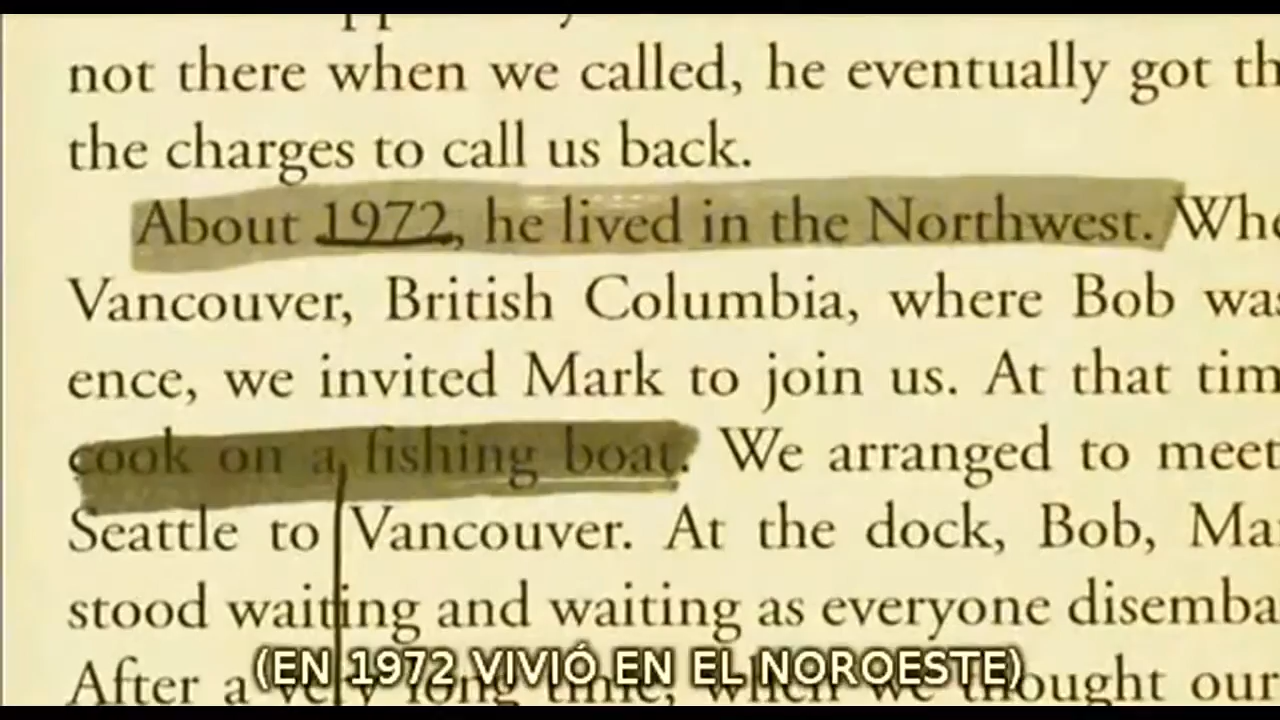 not there when we called, he eventually got th
the charges to call us back.
About 1972, he lived in the Northwest. Whe
Vancouver, British Columbia, where Bob was
ence, we invited Mark to join us. At that tim
cook on a fishing boat. We arranged to meet
Seattle to Vancouver. At the dock, Bob, Mar
stood waiting and waiting as everyone disemba
After a very long time, when we thought our
(EN 1972 VIVIÓ EN EL NOROESTE)